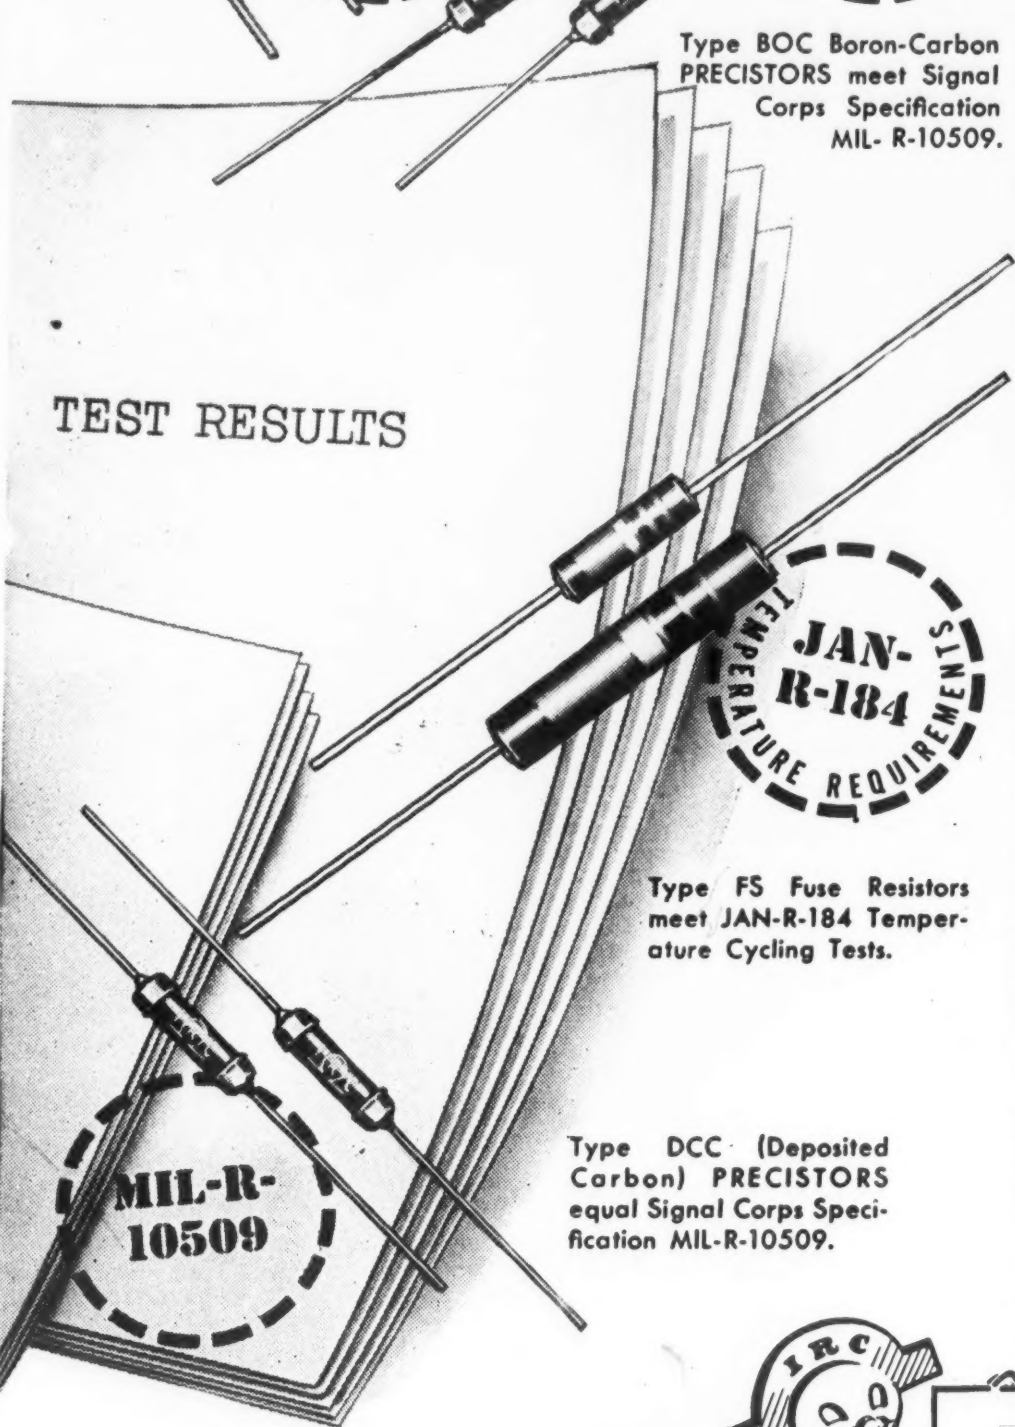 Type BOC Boron-Carbon
PRECISTORS meet Signal
Corps Specification
MIL- R-10509.
TEST RESULTS
JAN-
R-184
TEMPERATURE REQUIREMENTS
Type FS Fuse Resistors
meet JAN-R-184 Temper-
ature Cycling Tests.
Type DCC (Deposited
Carbon) PRECISTORS
equal Signal Corps Speci-
fication MIL-R-10509.
MIL-R-
10509
IRC